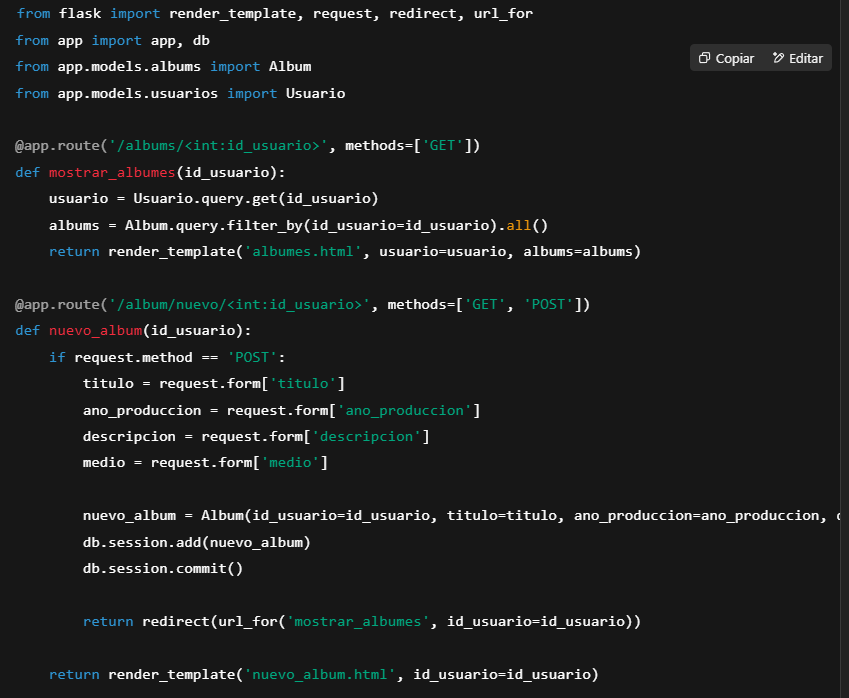 from flask import render_template, request, redirect, url_for
from app import app, db
from app.models.albums import Album
Copiar Editar
from app.models.usuarios import Usuario
@app.route('/albums/<int:id_usuario>', methods=['GET'])
def mostrar_albumes(id_usuario):
    usuario = Usuario.query.get(id_usuario)
    albums = Album.query.filter_by(id_usuario=id_usuario).all()
    return render_template('albumes.html', usuario=usuario, albums=albums)
@app.route('/album/nuevo/<int:id_usuario>', methods=['GET', 'POST'])
def nuevo_album(id_usuario):
    if request.method == 'POST':
        titulo = request.form['titulo']
        ano_produccion = request.form['ano_produccion']
        descripcion = request.form['descripcion']
        medio = request.form['medio']
        nuevo_album = Album(id_usuario=id_usuario, titulo=titulo, ano_produccion=ano_produccion,
        db.session.add(nuevo_album)
        db.session.commit()
        return redirect(url_for('mostrar_albumes', id_usuario=id_usuario))
    return render_template('nuevo_album.html', id_usuario=id_usuario)